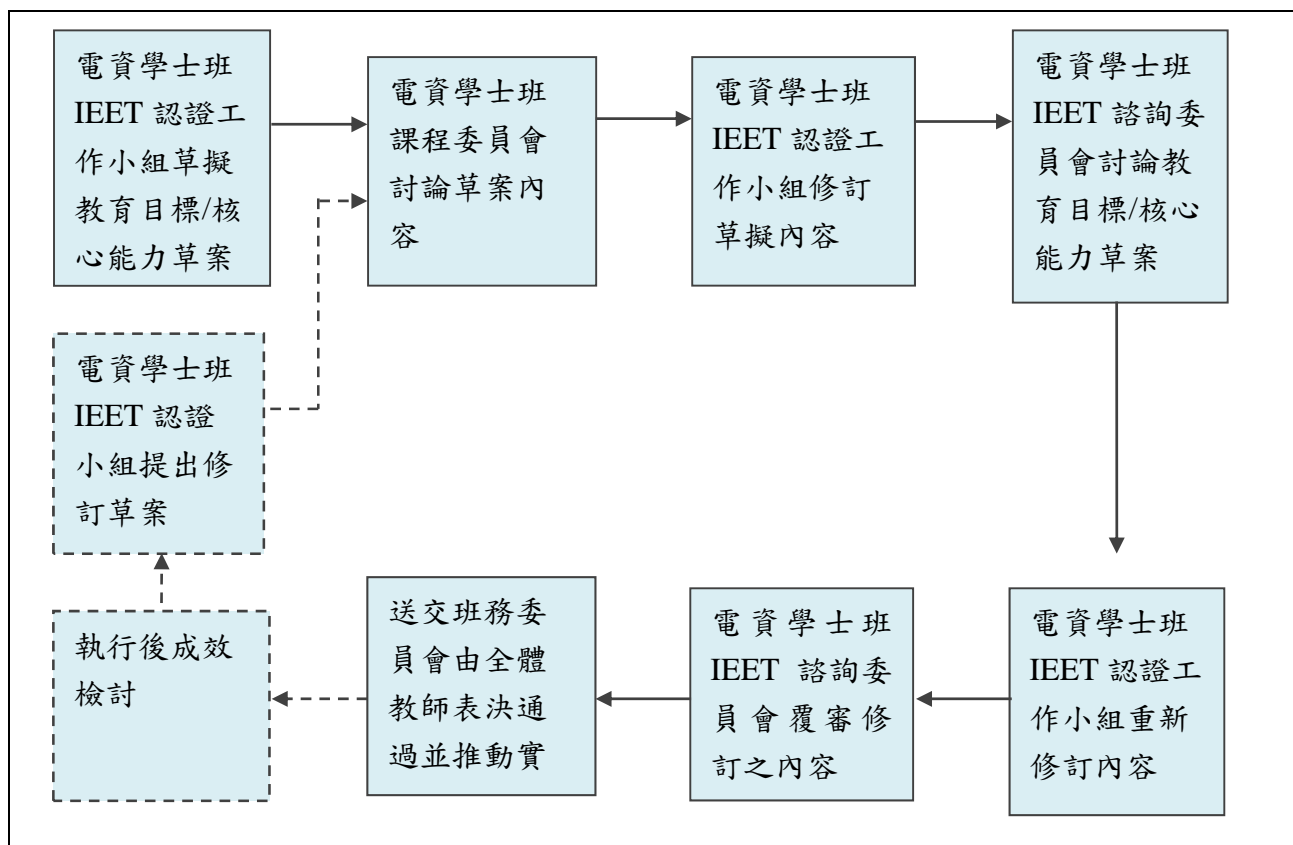 電資學士班
IEET 認證工
作小組草擬
教育目標/核
心能力草案
電資學士班
課程委員會
討論草案內
容
電資學士班
IEET 認證工
作小組修訂
草擬內容
電資學士班
IEET 諮詢委
員會討論教
育目標/核心
能力草案
電資學士班
IEET 認證工
作小組重新
修訂內容
電資學士班
IEET 諮詢委
員會覆審修
訂之內容
送交班務委
員會由全體
教師表決通
過並推動實
執行後成效
檢討
電資學士班
IEET 認證
小組提出修
訂草案